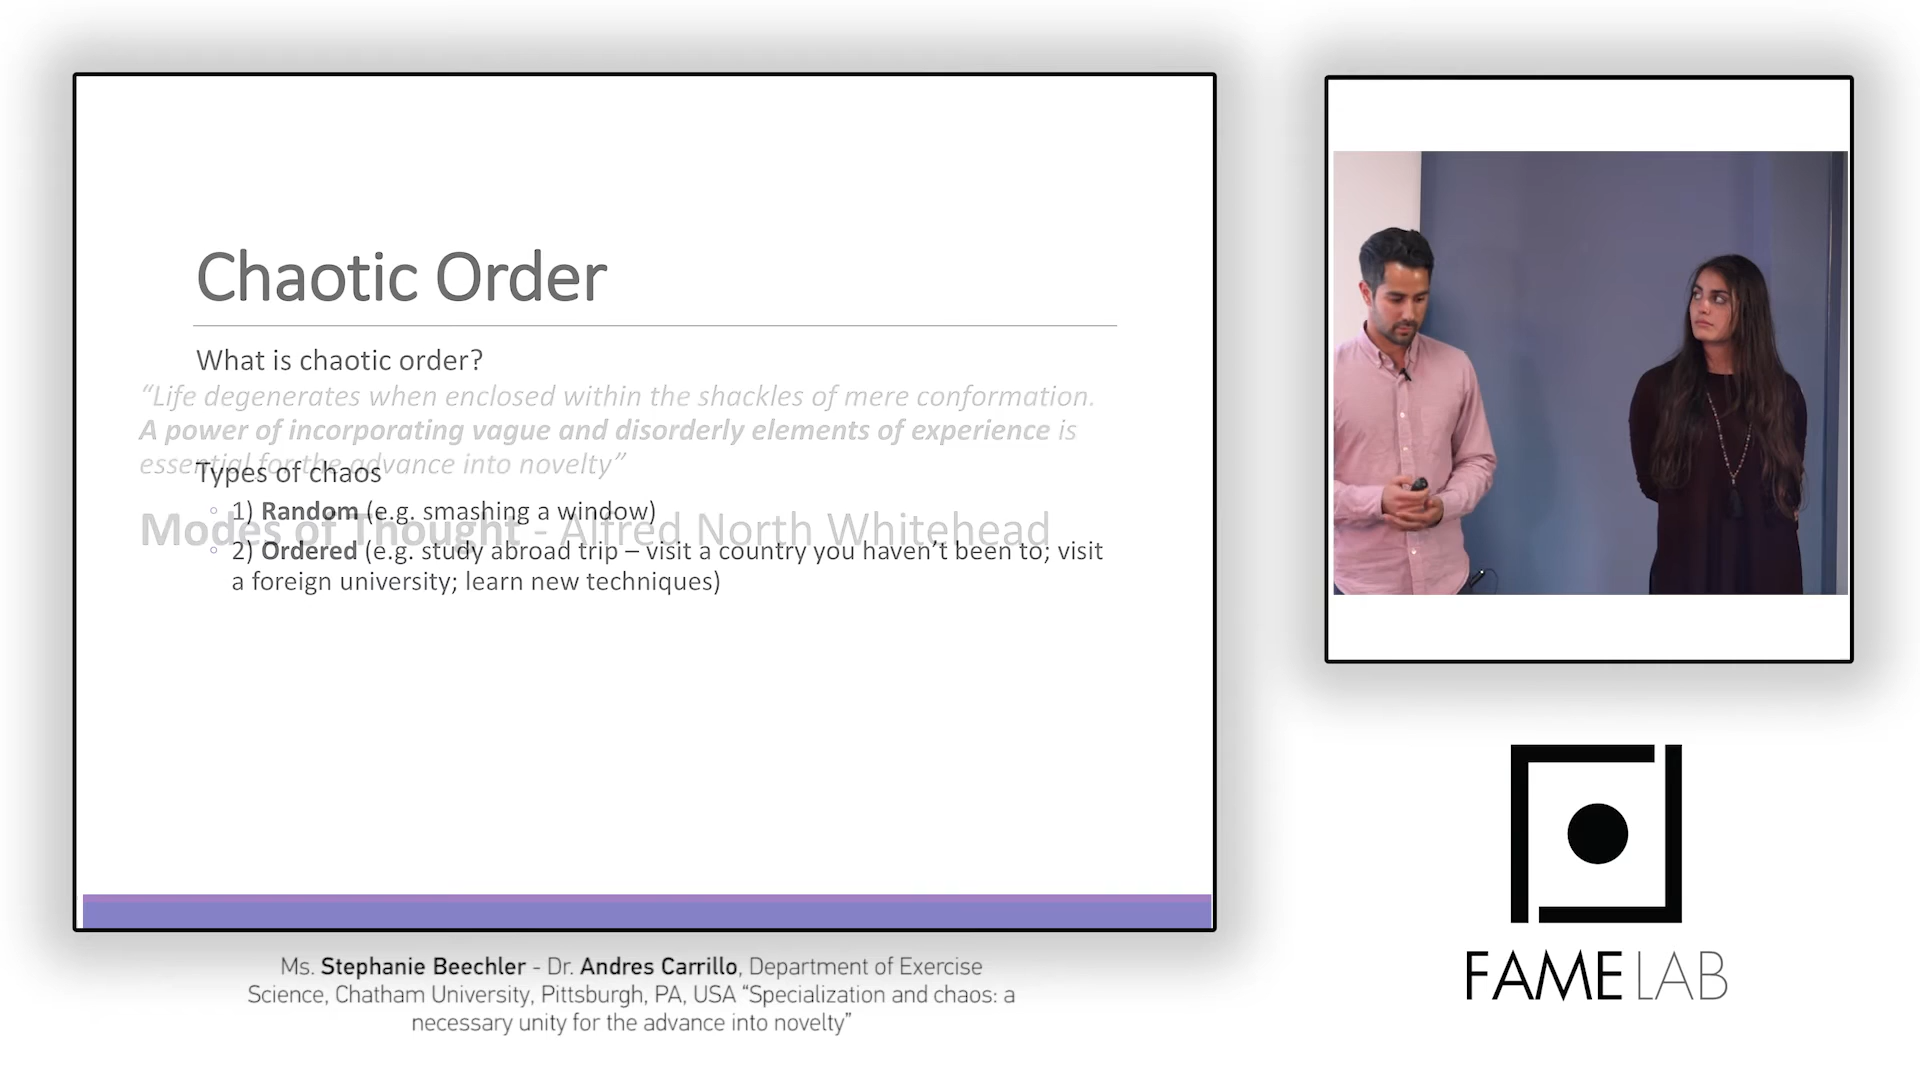 Chaotic Order
What is chaotic order?
“Life degenerates when enclosed within the shackles of mere conformation.
A power of incorporating vague and disorderly elements of experience is
essential for the advance into novelty”
Types of chaos
◦ 1) Random (e.g. smashing a window)
Modes of Thought - Alfred North Whitehead
◦ 2) Ordered (e.g. study abroad trip – visit a country you haven’t been to; visit
a foreign university; learn new techniques)
Ms. Stephanie Beechler - Dr. Andres Carrillo, Department of Exercise
Science, Chatham University, Pittsburgh, PA, USA “Specialization and chaos: a
necessary unity for the advance into novelty”
FAME LAB